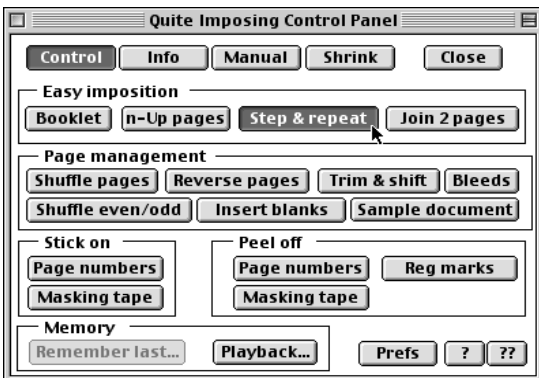 Quite Imposing Control Panel
Control Info Manual Shrink Close
Easy imposition
Booklet n-Up pages Step & repeat Join 2 pages
Page management
Shuffle pages Reverse pages Trim & shift Bleeds
Shuffle even/odd Insert blanks Sample document
Stick on Peel off
Page numbers Page numbers Reg marks
Masking tape Masking tape
Memory
Remember last... Playback... Prefs ? ??